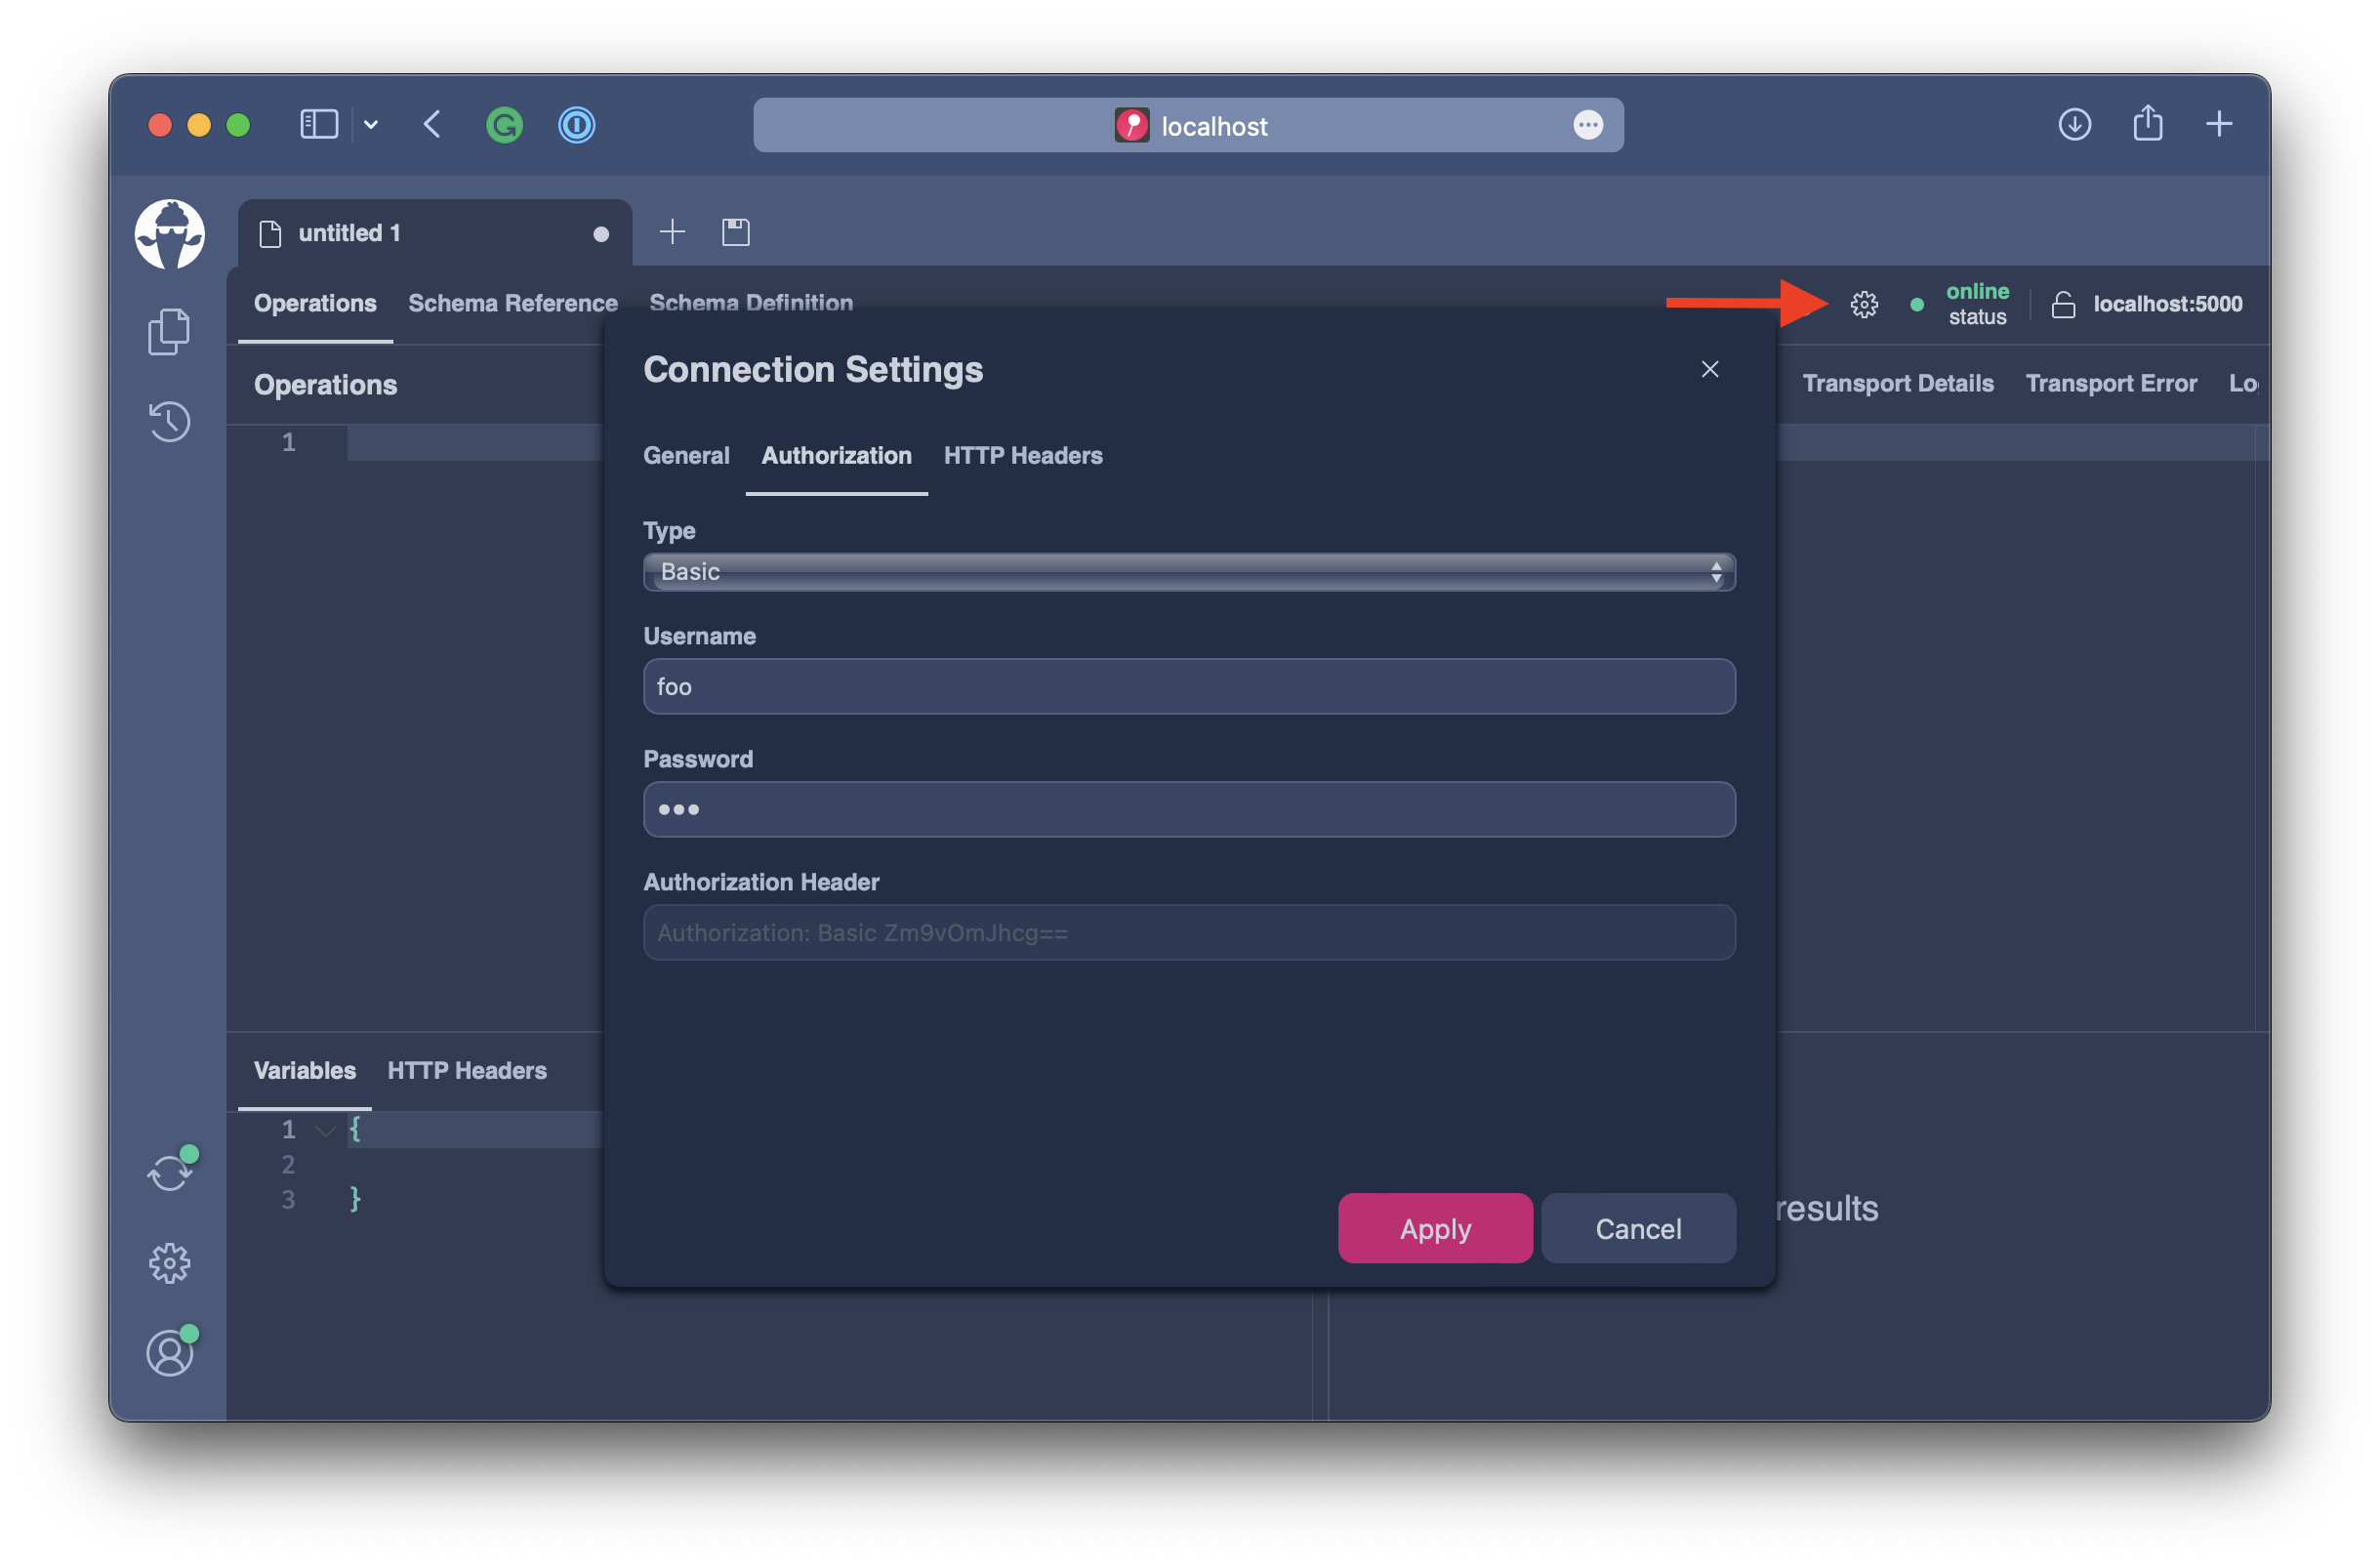 localhost
untitled 1
Operations Schema Reference Schema Definition
online
status
localhost:5000
Operations
Transport Details Transport Error Lo
1
Connection Settings
General Authorization HTTP Headers
Type
Basic
Username
foo
Password
•••
Authorization Header
Authorization: Basic Zm9vOmJhcg==
Variables HTTP Headers
1 {
2
3 }
results
Apply Cancel